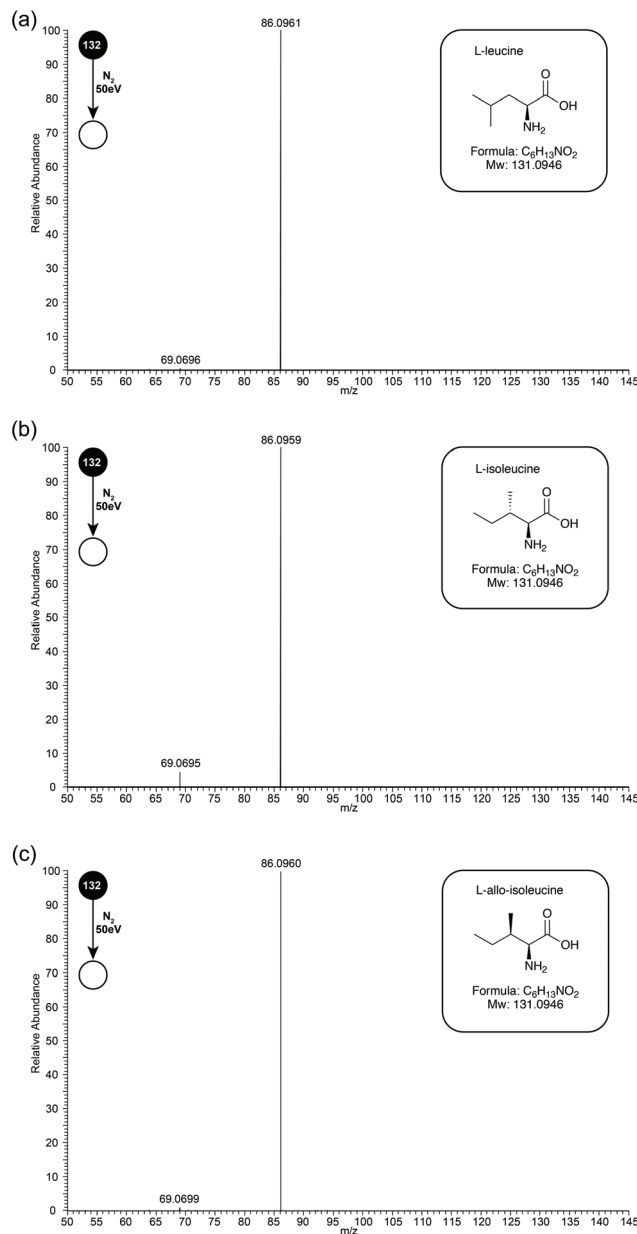 (a)
100
90
80
70
60
50
40
30
20
10
0
Relative Abundance
132
N2
50eV
86.0961
69.0696
L-leucine
O
OH
NH2
Formula: C6H13NO2
Mw: 131.0946
50 55 60 65 70 75 80 85 90 95 100 105 110 115 120 125 130 135 140 145
m/z
(b)
100
90
80
70
60
50
40
30
20
10
0
Relative Abundance
132
N2
50eV
86.0959
69.0695
L-isoleucine
O
OH
NH2
Formula: C6H13NO2
Mw: 131.0946
50 55 60 65 70 75 80 85 90 95 100 105 110 115 120 125 130 135 140 145
m/z
(c)
100
90
80
70
60
50
40
30
20
10
0
Relative Abundance
132
N2
50eV
86.0960
69.0699
L-allo-isoleucine
O
OH
NH2
Formula: C6H13NO2
Mw: 131.0946
50 55 60 65 70 75 80 85 90 95 100 105 110 115 120 125 130 135 140 145
m/z